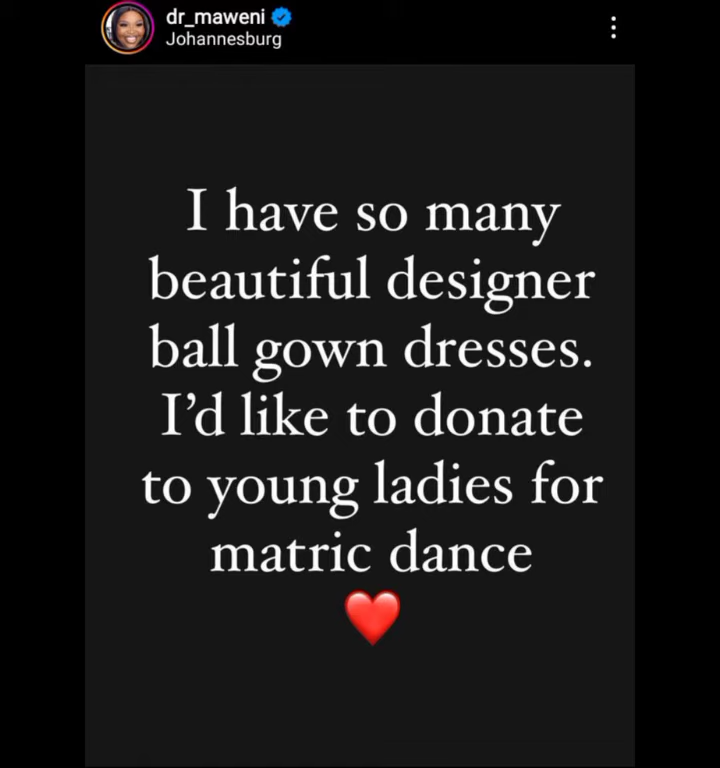 dr_maweni
Johannesburg
I have so many
beautiful designer
ball gown dresses.
I’d like to donate
to young ladies for
matric dance
❤️